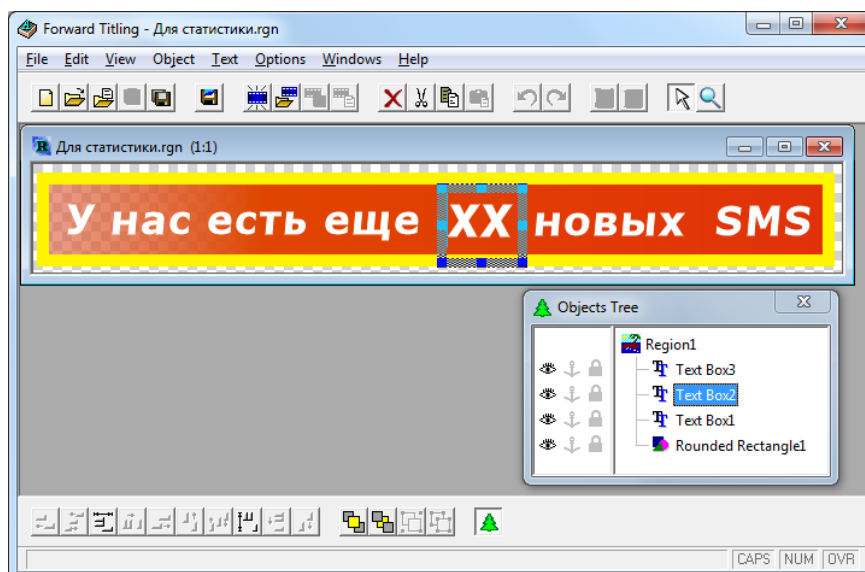 Forward Titling - Для статистики.rgn
File Edit View Object Text Options Windows Help
Для статистики.rgn (1:1)
У нас есть еще XX новых SMS
Objects Tree
Region1
Text Box3
Text Box2
Text Box1
Rounded Rectangle1
CAPS NUM OVR